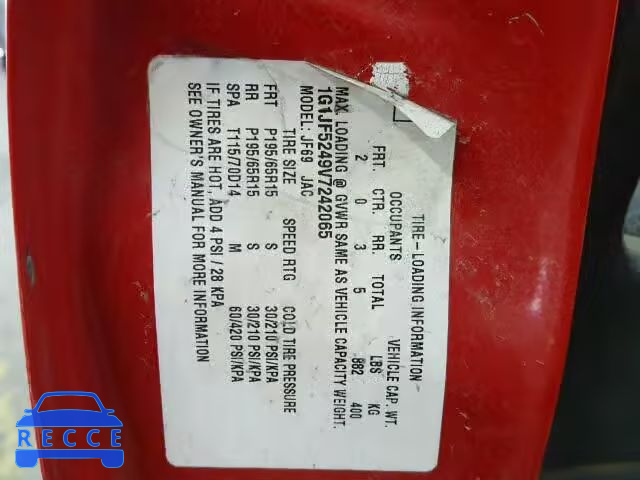 TIRE-LOADING INFORMATION
OCCUPANTS VEHICLE CAP. WT.
FRT. CTR. RR. TOTAL LBS KG
2 0 3 5 882 400
MAX. LOADING @ GVWR SAME AS VEHICLE CAPACITY WEIGHT.
1G1JF5249V7242065
MODEL: JF69 JAC
TIRE SIZE SPEED RTG COLD TIRE PRESSURE
FRT P195/65R15 S 30/210 PSI/KPA
RR P195/65R15 S 30/210 PSI/KPA
SPA T115/70D14 M 60/420 PSI/KPA
IF TIRES ARE HOT, ADD 4 PSI/28 KPA
SEE OWNER'S MANUAL FOR MORE INFORMATION
RECCE